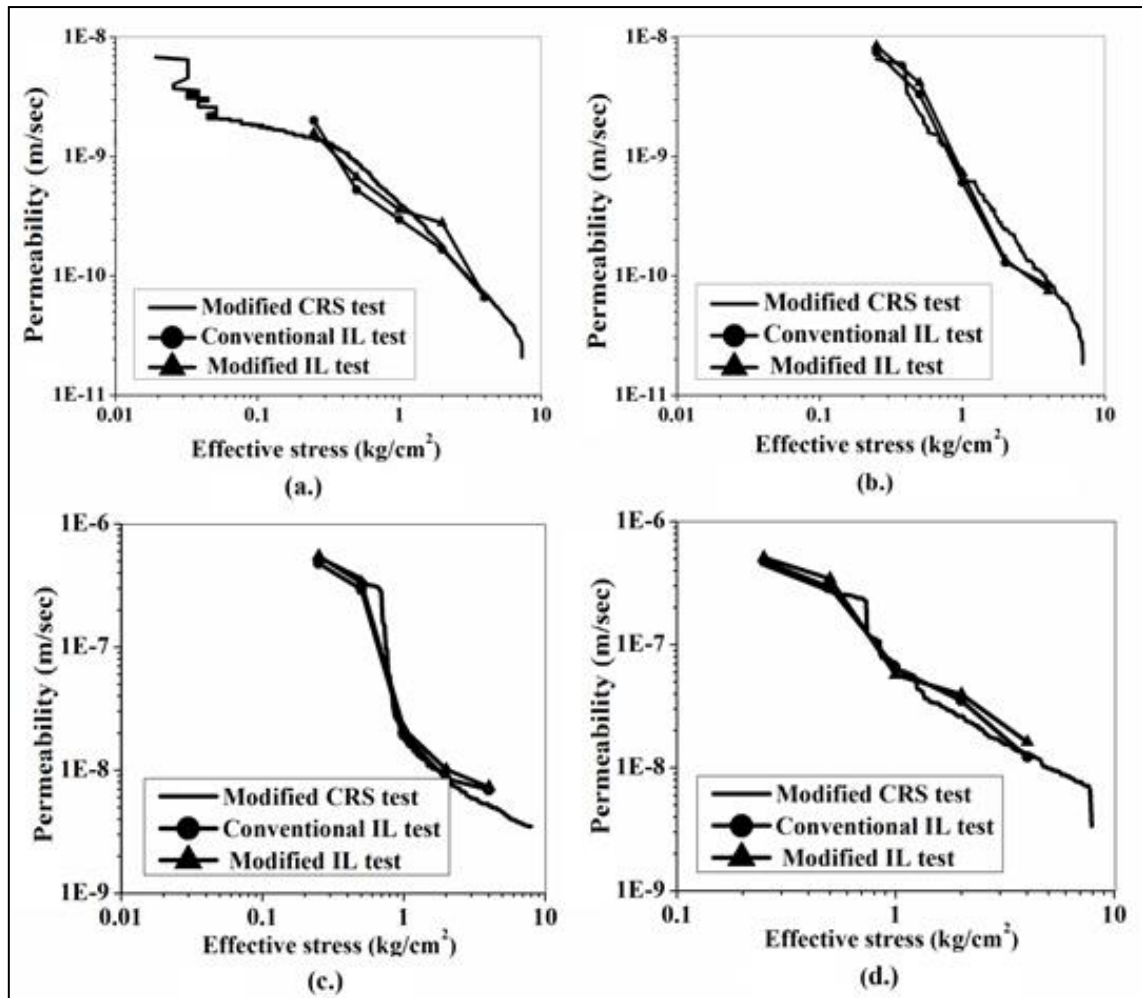 1E-8
1E-9
1E-10
1E-11
Permeability (m/sec)
Modified CRS test
Conventional IL test
Modified IL test
0.01 0.1 1 10
Effective stress (kg/cm²)
(a.)
1E-8
1E-9
1E-10
1E-11
Permeability (m/sec)
Modified CRS test
Conventional IL test
Modified IL test
0.01 0.1 1 10
Effective stress (kg/cm²)
(b.)
1E-6
1E-7
1E-8
1E-9
Permeability (m/sec)
Modified CRS test
Conventional IL test
Modified IL test
0.01 0.1 1 10
Effective stress (kg/cm²)
(c.)
1E-6
1E-7
1E-8
1E-9
Permeability (m/sec)
Modified CRS test
Conventional IL test
Modified IL test
0.1 1 10
Effective stress (kg/cm²)
(d.)